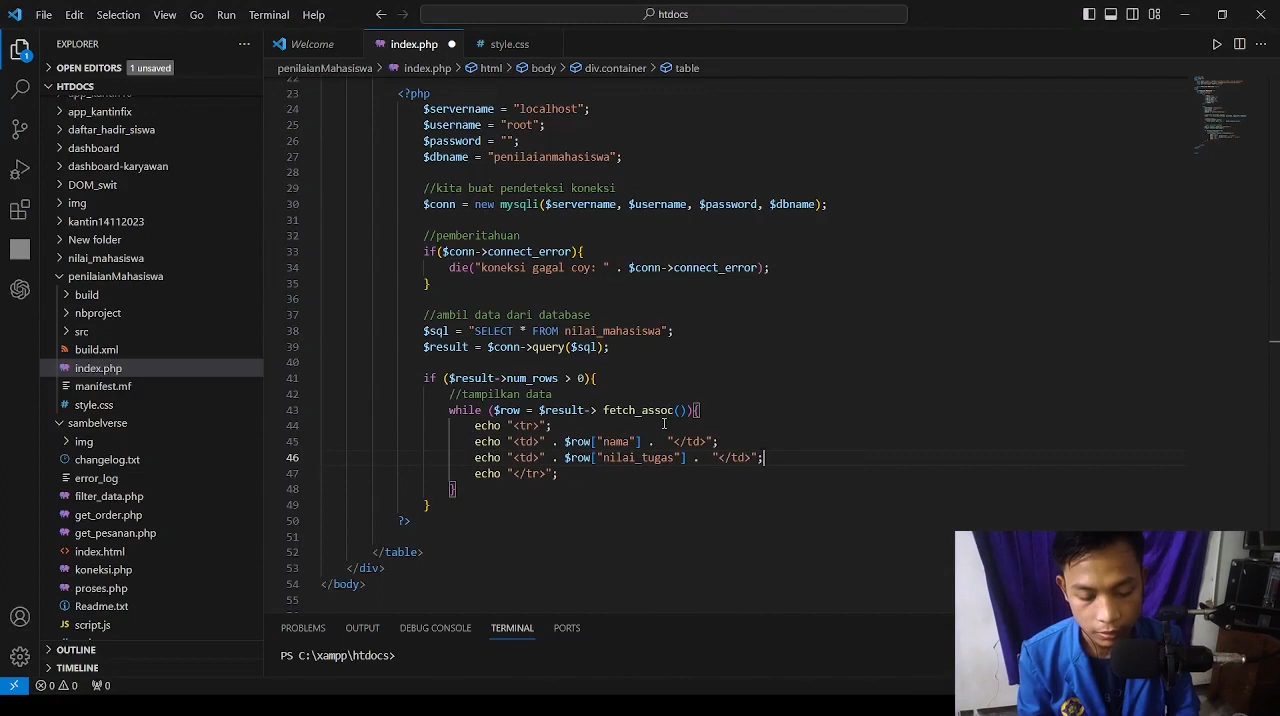 File Edit Selection View Go Run Terminal Help
htdocs
EXPLORER
OPEN EDITORS 1 unsaved
HTDOCS
app_kantinfix
daftar_hadir_siswa
dashboard
dashboard-karyawan
DOM_swit
img
kantin14112023
New folder
nilai_mahasiswa
penilaianMahasiswa
build
nbproject
src
build.xml
index.php
manifest.mf
style.css
sambelverse
img
changelog.txt
error_log
filter_data.php
get_order.php
get_pesanan.php
index.html
koneksi.php
proses.php
Readme.txt
script.js
OUTLINE
TIMELINE
Welcome index.php style.css
penilaianMahasiswa > index.php > html > body > div.container > table
22
23 <?php
24 $servername = "localhost";
25 $username = "root";
26 $password = "";
27 $dbname = "penilaianmahasiswa";
28
29 //kita buat pendeteksi koneksi
30 $conn = new mysqli($servername, $username, $password, $dbname);
31
32 //pemberitahuan
33 if($conn->connect_error){
34 die("koneksi gagal coy: " . $conn->connect_error);
35 }
36
37 //ambil data dari database
38 $sql = "SELECT * FROM nilai_mahasiswa";
39 $result = $conn->query($sql);
40
41 if ($result->num_rows > 0){
42 //tampilkan data
43 while ($row = $result-> fetch_assoc()){
44 echo "<tr>";
45 echo "<td>" . $row["nama"] .  "</td>";
46 echo "<td>" . $row["nilai_tugas"] .  "</td>";
47 echo "</tr>";
48 }
49 }
50 ?>
51
52 </table>
53 </div>
54 </body>
55
PROBLEMS OUTPUT DEBUG CONSOLE TERMINAL PORTS
PS C:\xampp\htdocs>
0 0 0
1